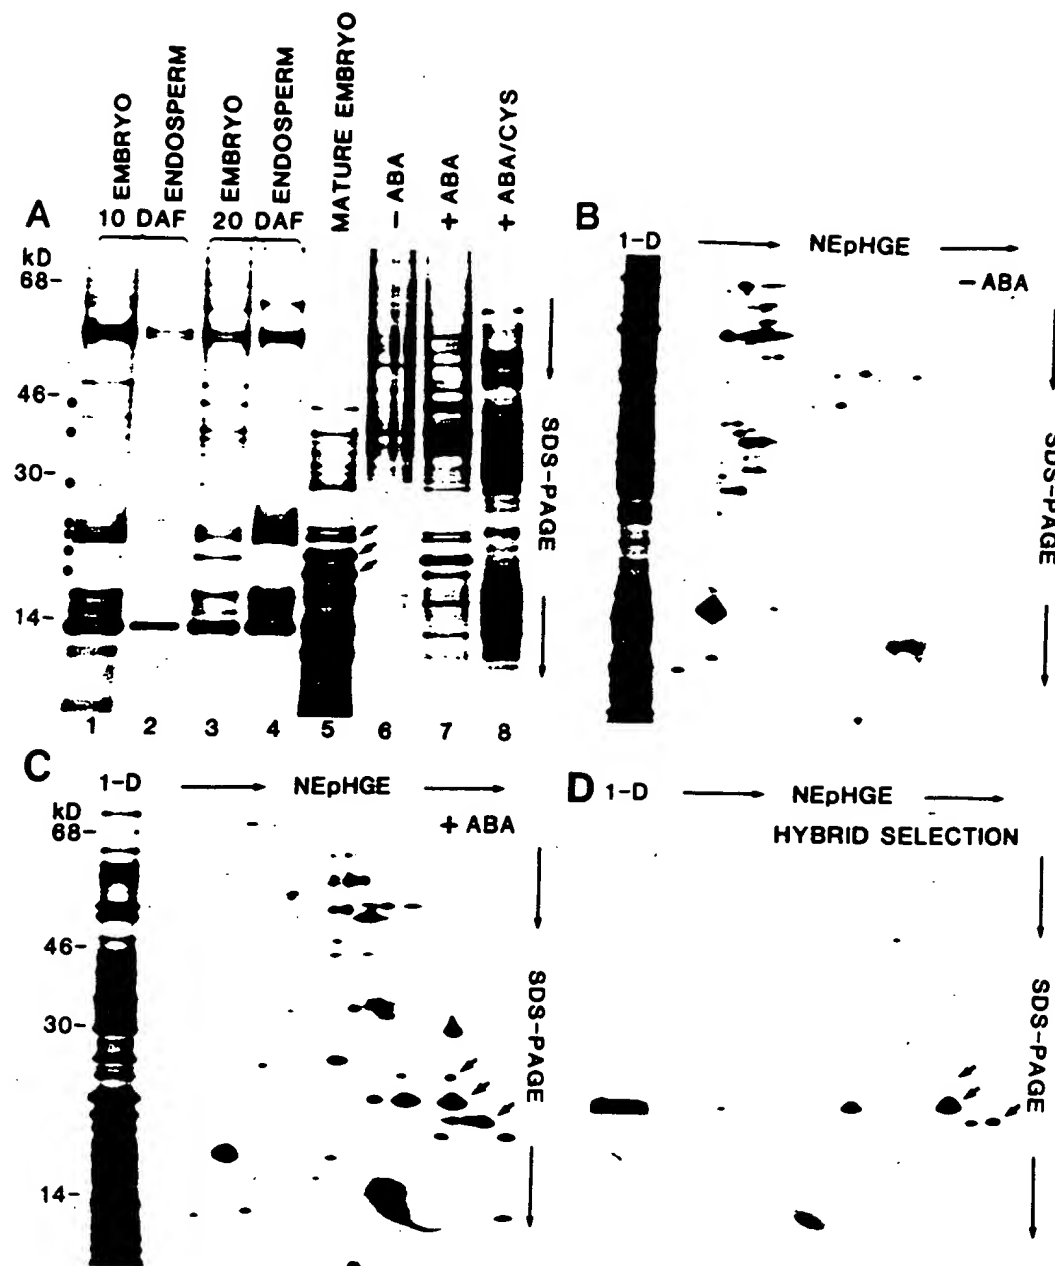 A
EMBRYO
ENDOSPERM
EMBRYO
ENDOSPERM
MATURE EMBRYO
- ABA
+ ABA
+ ABA/CYS
10 DAF
20 DAF
kD
68-
46-
30-
14-
SDS-PAGE
1 2 3 4 5 6 7 8
B
1-D
NEpHGE
-ABA
SDS-PAGE
C
1-D
NEpHGE
+ABA
kD
68-
46-
30-
14-
SDS-PAGE
D
1-D
NEpHGE
HYBRID SELECTION
SDS-PAGE